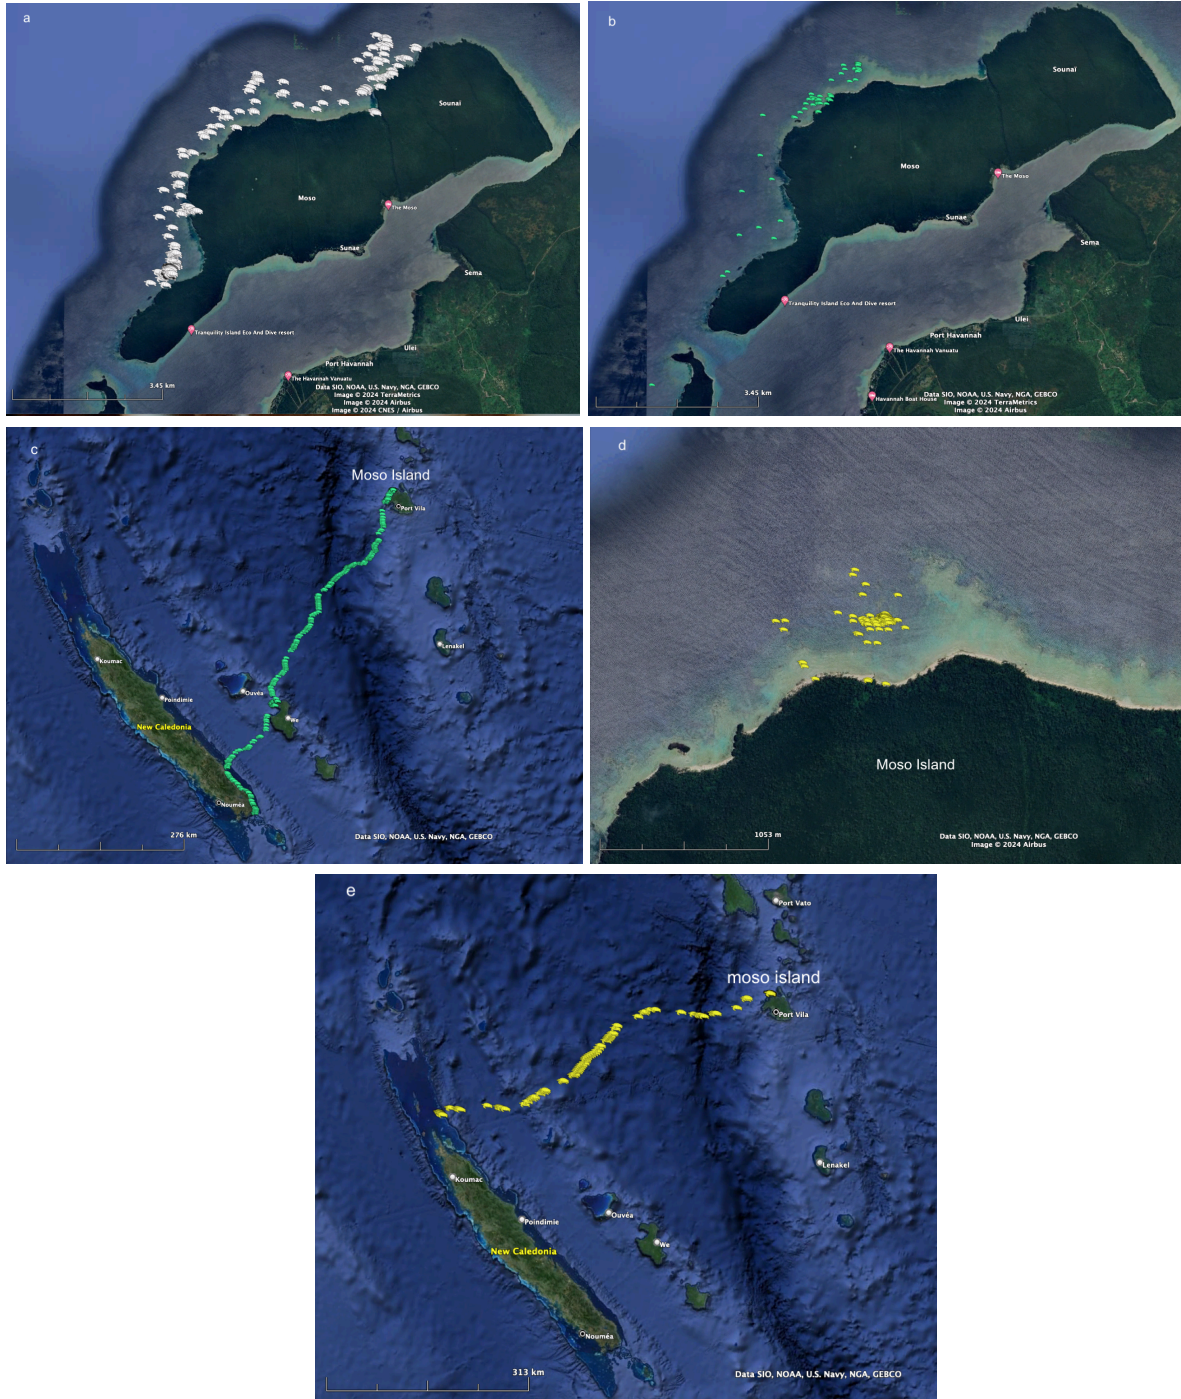 a
Sounai
Moso
The Moso
Sunae
Sema
Tranquility Island Eco And Dive resort
Ulei
Port Havannah
The Havannah Vanuatu
3.45 km
Data SIO, NOAA, U.S. Navy, NGA, GEBCO
Image © 2024 TerraMetrics
Image © 2024 Airbus
Image © 2024 CNES / Airbus
b
Sounaï
Moso
The Moso
Sunae
Sema
Tranquility Island Eco And Dive resort
Ulei
Port Havannah
The Havannah Vanuatu
Havannah Boat House
3.45 km
Data SIO, NOAA, U.S. Navy, NGA, GEBCO
Image © 2024 TerraMetrics
Image © 2024 Airbus
c
Moso Island
Port Vila
Lenakel
Koumac
Ouvéa
Poindimie
We
New Caledonia
Nouméa
276 km
Data SIO, NOAA, U.S. Navy, NGA, GEBCO
d
Moso Island
1053 m
Data SIO, NOAA, U.S. Navy, NGA, GEBCO
Image © 2024 Airbus
e
Port Vato
moso island
Port Vila
Lenakel
Koumac
Ouvéa
Poindimie
We
New Caledonia
Nouméa
313 km
Data SIO, NOAA, U.S. Navy, NGA, GEBCO